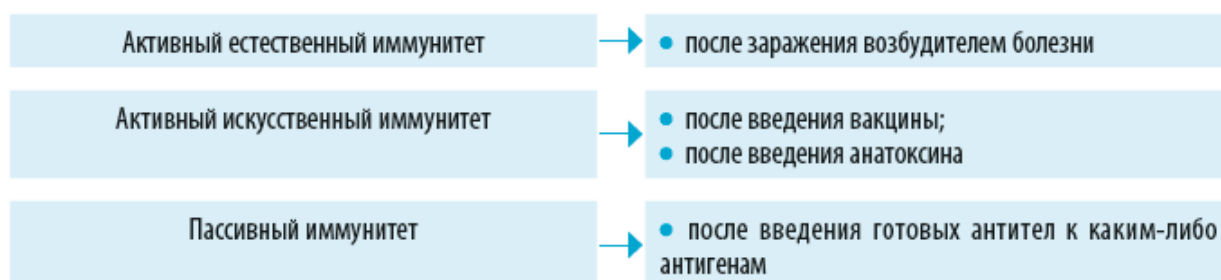 Активный естественный иммунитет
• после заражения возбудителем болезни
Активный искусственный иммунитет
• после введения вакцины;
• после введения анатоксина
Пассивный иммунитет
• после введения готовых антител к каким-либо
антигенам